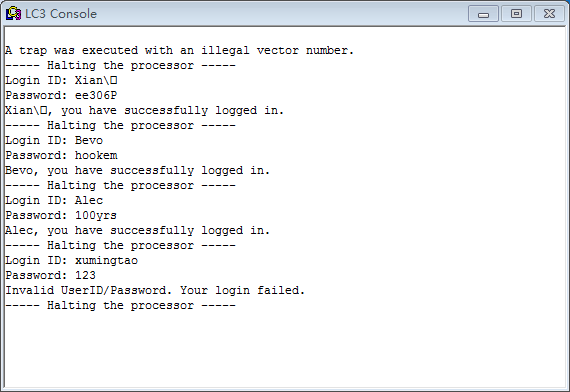 LC3 Console
A trap was executed with an illegal vector number.
----- Halting the processor -----
Login ID: Xian\□
Password: ee306P
Xian\□, you have successfully logged in.
----- Halting the processor -----
Login ID: Bevo
Password: hookem
Bevo, you have successfully logged in.
----- Halting the processor -----
Login ID: Alec
Password: 100yrs
Alec, you have successfully logged in.
----- Halting the processor -----
Login ID: xumingtao
Password: 123
Invalid UserID/Password. Your login failed.
----- Halting the processor -----